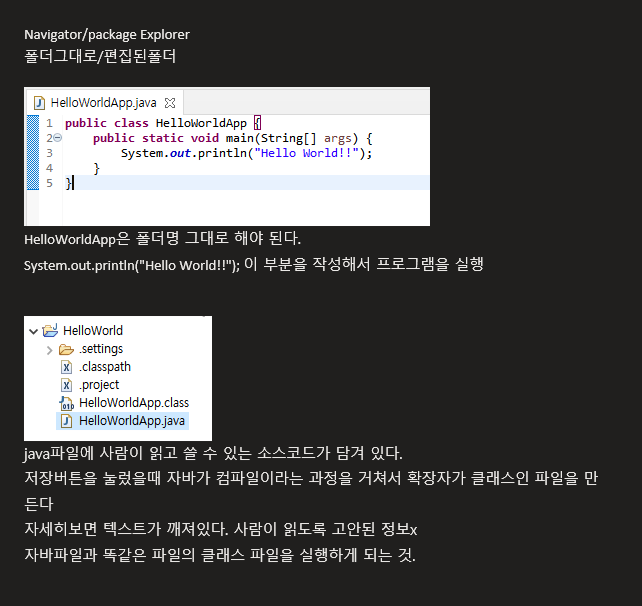 Navigator/package Explorer
폴더그대로/편집된폴더
HelloWorldApp.java
1 public class HelloWorldApp {
2 public static void main(String[] args) {
3 System.out.println("Hello World!!");
4 }
5 }
HelloWorldApp은 폴더명 그대로 해야 된다.
System.out.println("Hello World!!"); 이 부분을 작성해서 프로그램을 실행
HelloWorld
.settings
.classpath
.project
HelloWorldApp.class
HelloWorldApp.java
java파일에 사람이 읽고 쓸 수 있는 소스코드가 담겨 있다.
저장버튼을 눌렀을때 자바가 컴파일이라는 과정을 거쳐서 확장자가 클래스인 파일을 만
든다
자세히보면 텍스트가 깨져있다. 사람이 읽도록 고안된 정보x
자바파일과 똑같은 파일의 클래스 파일을 실행하게 되는 것.